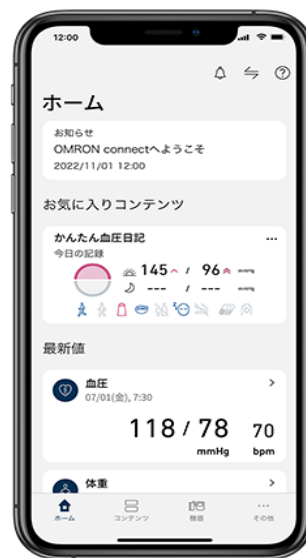 12:00
ホーム
お知らせ
OMRON connectへようこそ
2022/11/01 12:00
お気に入りコンテンツ
かんたん血圧日記
今日の記録
145 / 96 mmHg
--- / --- mmHg
最新値
血圧
07/01(金), 7:30
118 / 78 70
mmHg bpm
体重
ホーム コンテンツ 機器 その他